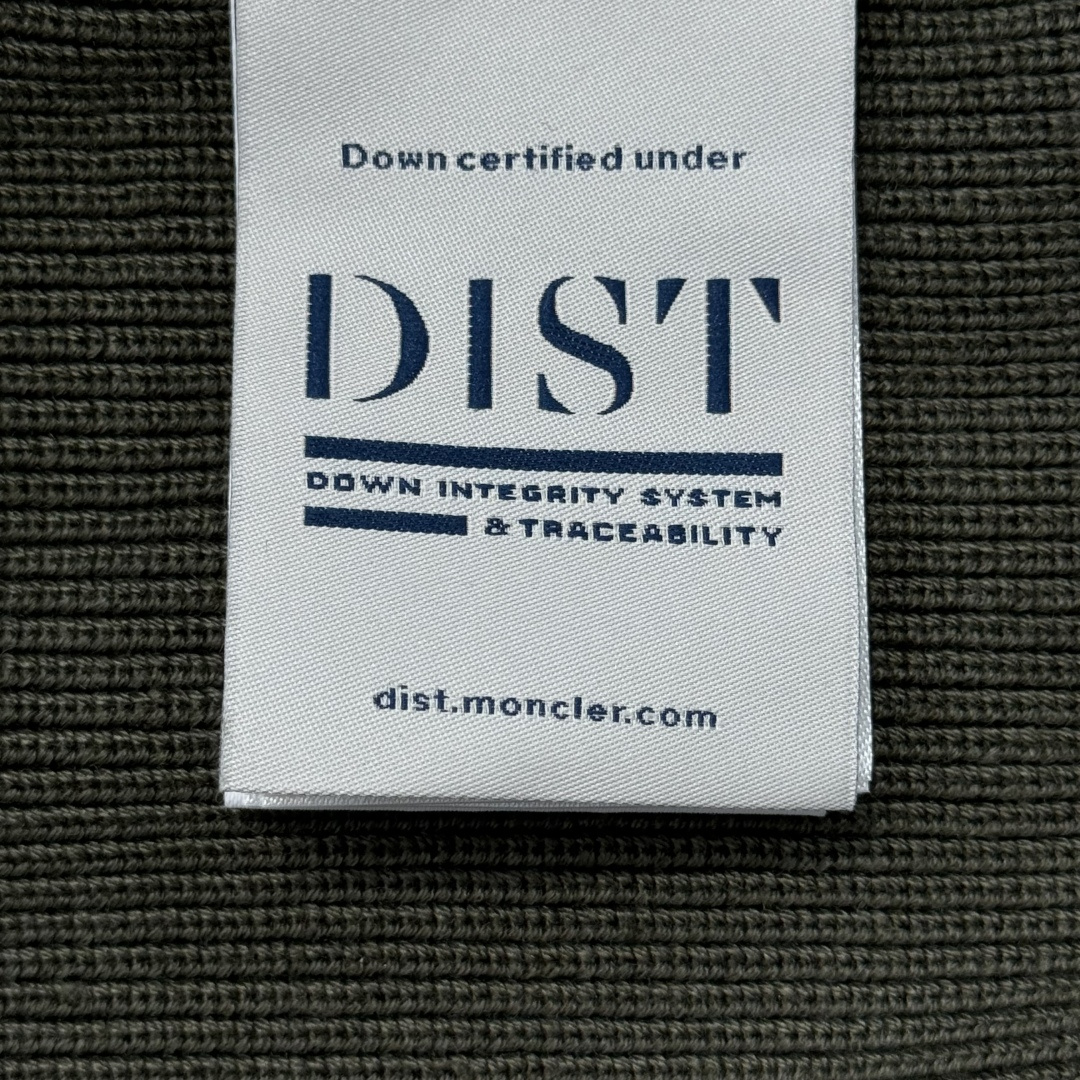 Down certified under
DIST
DOWN INTEGRITY SYSTEM
& TRACEABILITY
dist.moncler.com